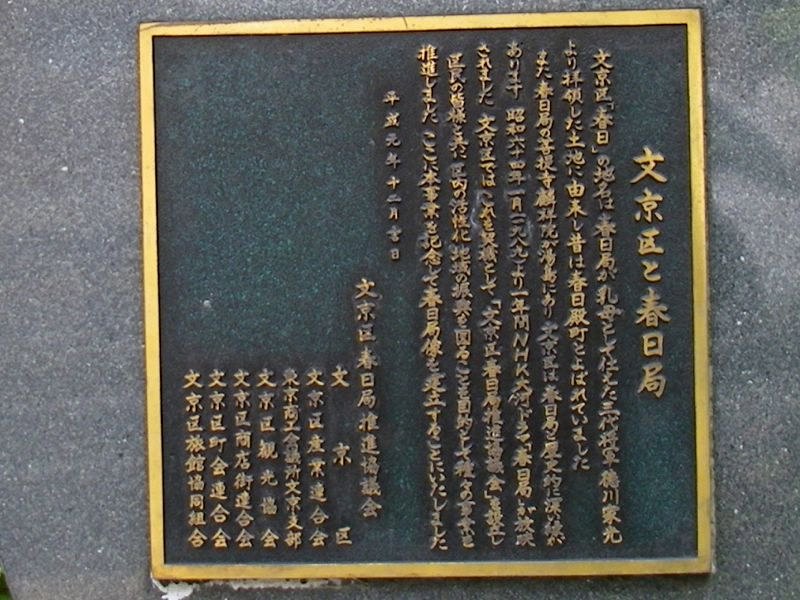 文京区と春日局
文京区「春日」の地名は、春日局が乳母として仕えた三代将軍徳川家光
より拝領した土地に由来し昔は春日殿町とよばれていました
また春日局の菩提寺麟祥院が湯島にあり 文京区は 春日局と歴史的に深い縁が
あります 昭和六十四年一月(一九八九)より一年間NHK大河ドラマ「春日局」が放映
されました 文京区では これを契機として、「文京区春日局推進協議会」を設立し
区民の皆様と共に 区内の活性化 地域の振興を図ることを目的として種々の事業を
推進しました ここに本事業を記念して春日局像を建立することにいたしました
平成元年十二月吉日
文京区春日局推進協議会
文京区
文京区産業連合会
東京商工会議所文京支部
文京区観光協会
文京区商店街連合会
文京区町会連合会
文京区旅館協同組合